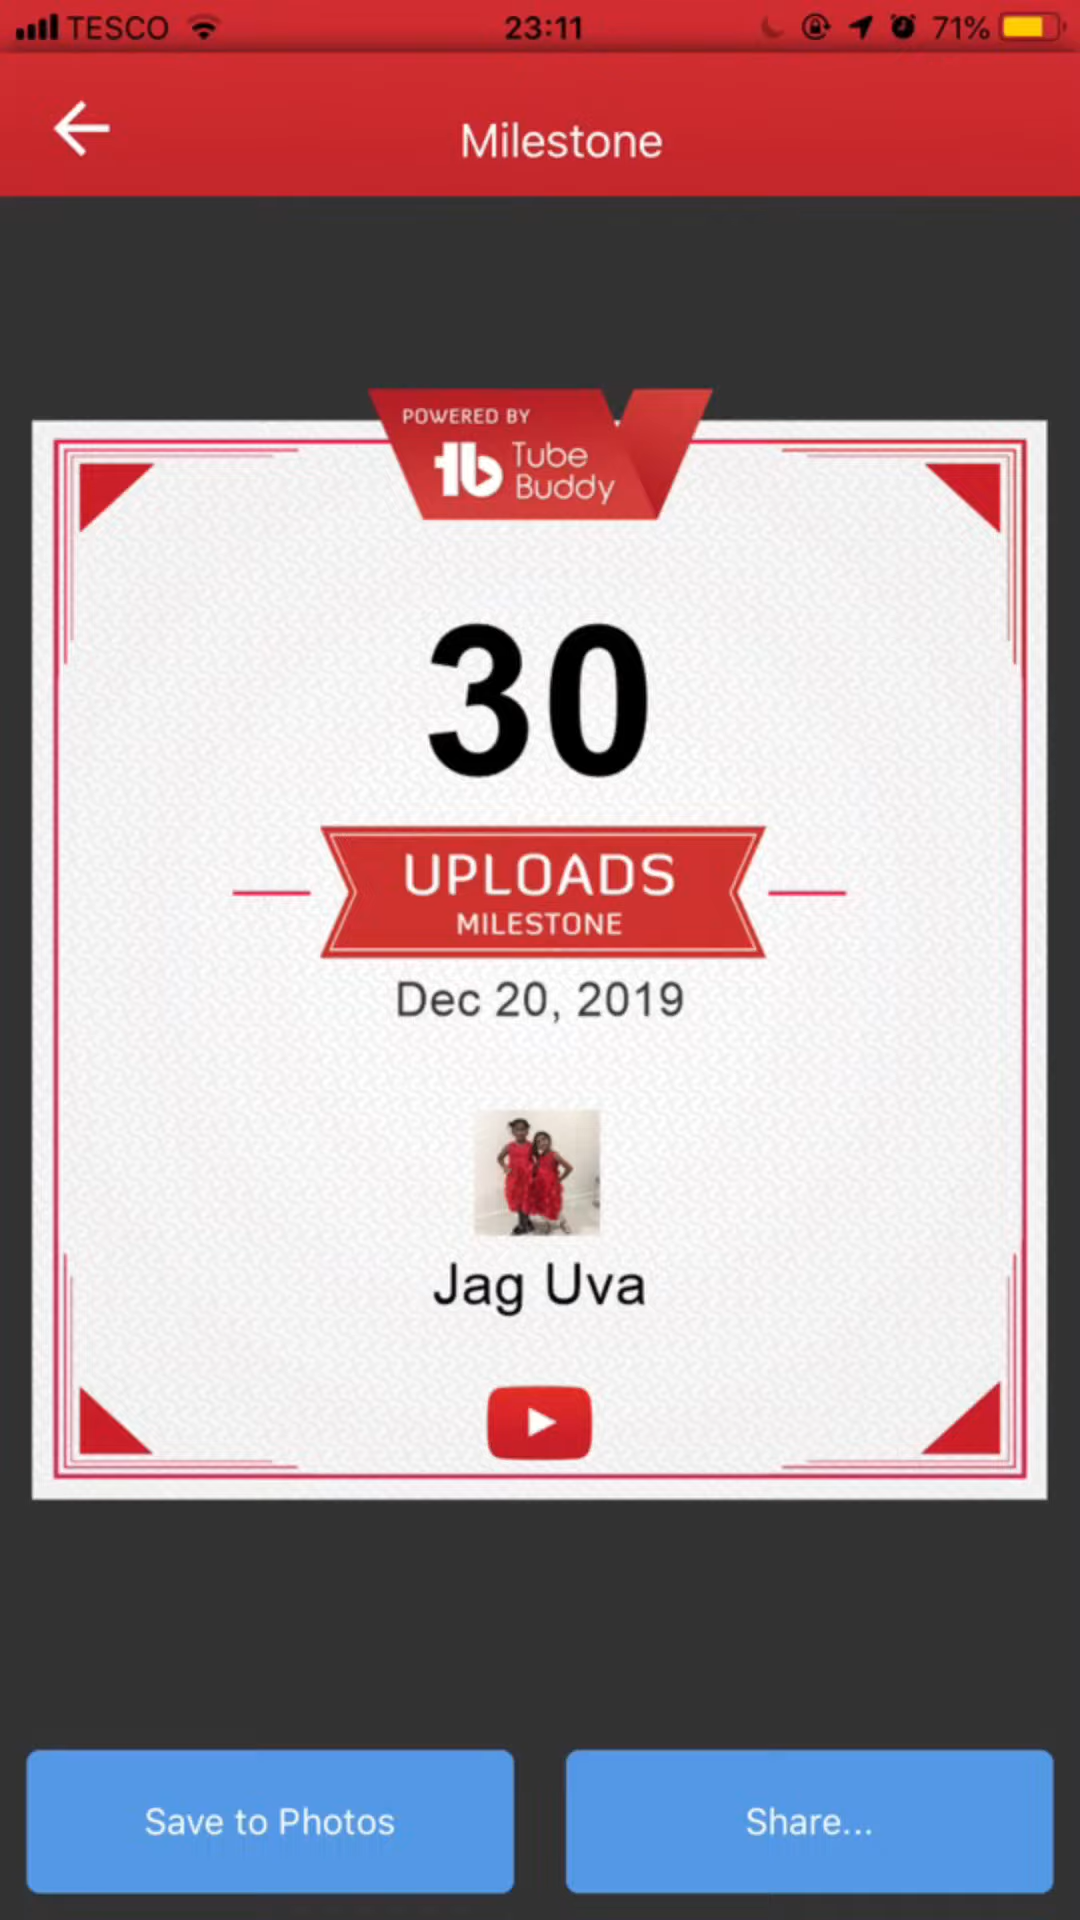 TESCO 23:11 71%
Milestone
POWERED BY
tb Tube
Buddy
30
UPLOADS
MILESTONE
Dec 20, 2019
Jag Uva
Save to Photos Share...